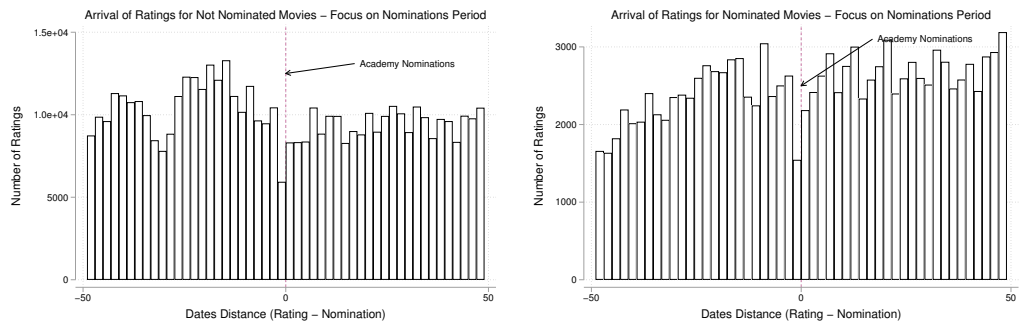 Arrival of Ratings for Not Nominated Movies – Focus on Nominations Period
1.5e+04
1.0e+04
5000
0
Number of Ratings
Academy Nominations
−50
0
50
Dates Distance (Rating − Nomination)
Arrival of Ratings for Nominated Movies – Focus on Nominations Period
3000
2000
1000
0
Number of Ratings
Academy Nominations
−50
0
50
Dates Distance (Rating − Nomination)